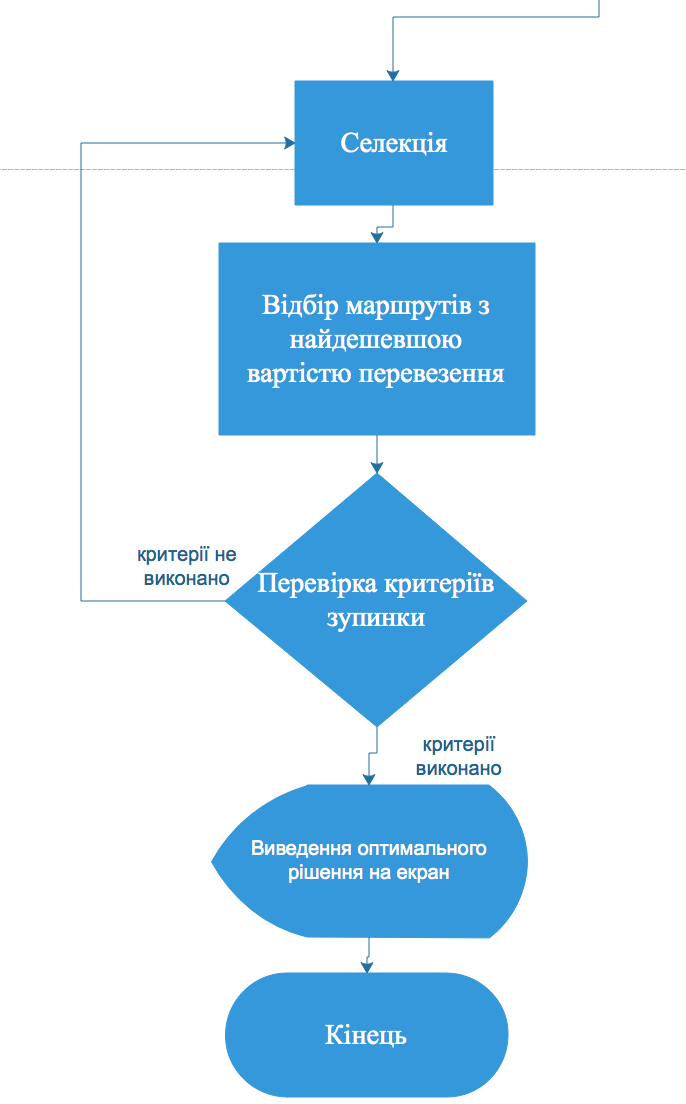 Селекція
Відбір маршрутів з
найдешевшою
вартістю перевезення
критерії не
виконано
Перевірка критеріїв
зупинки
критерії
виконано
Виведення оптимального
рішення на екран
Кінець